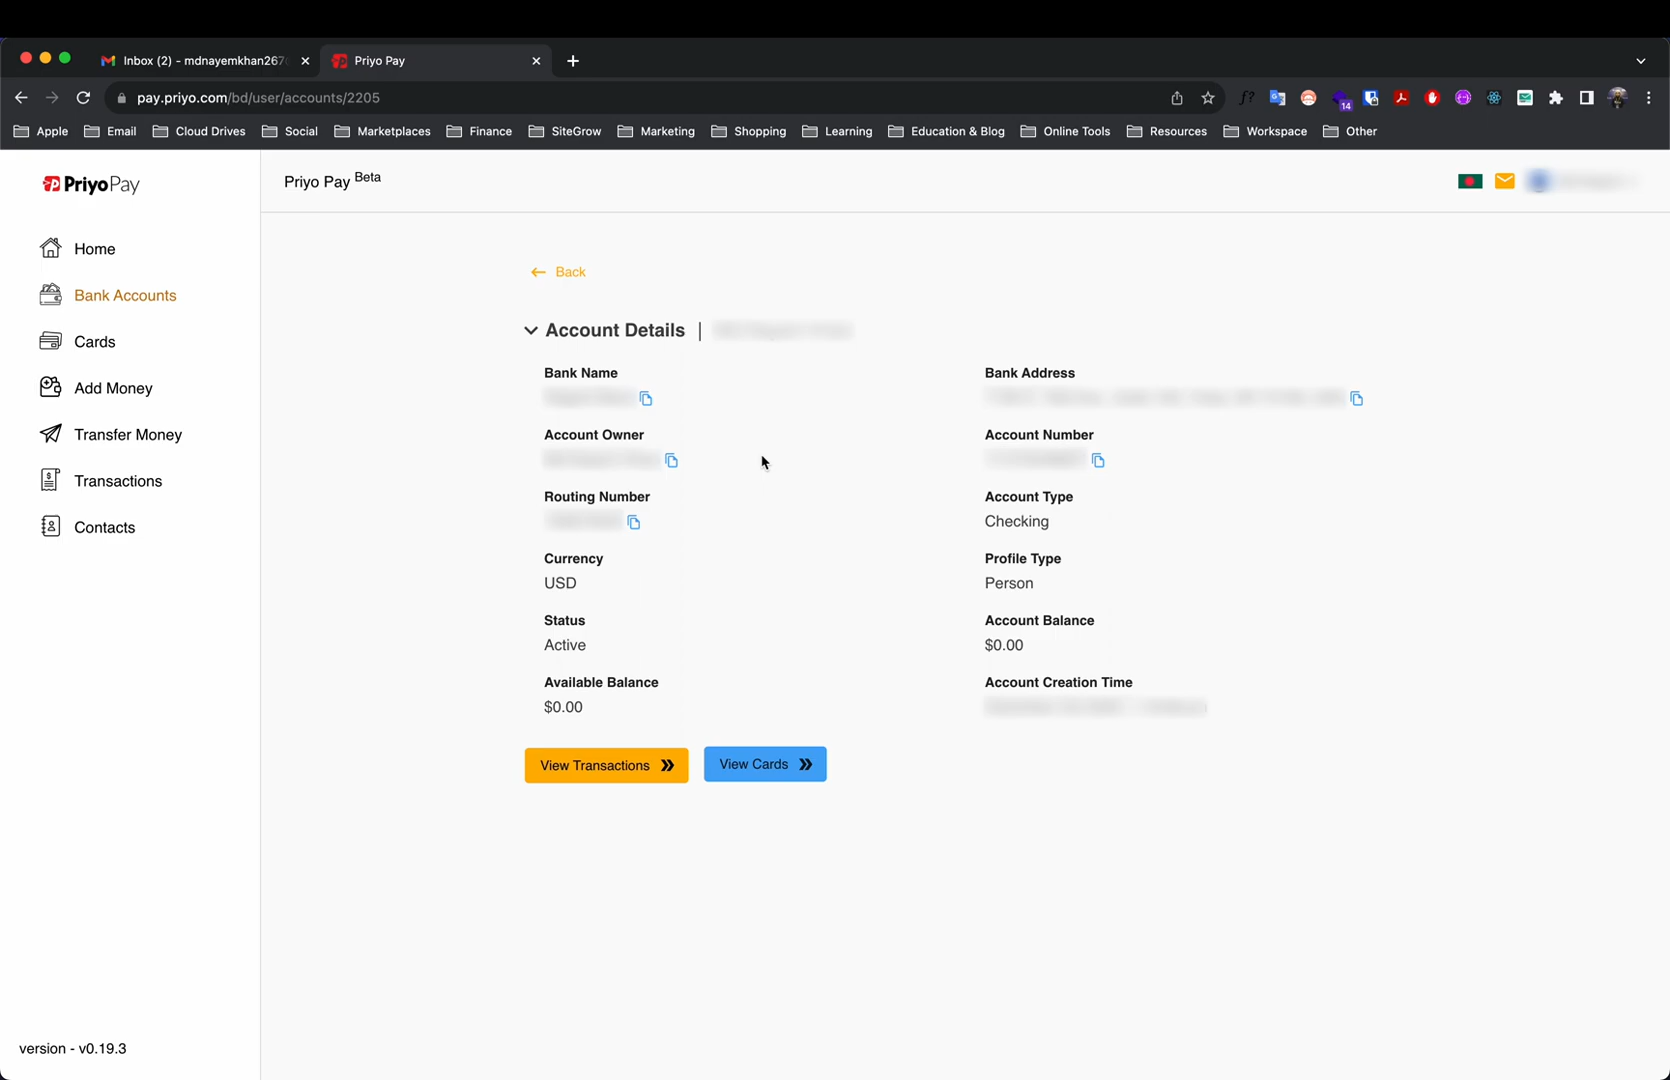 Inbox (2) - mdnayemkhan267
Priyo Pay
pay.priyo.com/bd/user/accounts/2205
14
Apple
Email
Cloud Drives
Social
Marketplaces
Finance
SiteGrow
Marketing
Shopping
Learning
Education & Blog
Online Tools
Resources
Workspace
Other
PriyoPay
Priyo Pay Beta
Home
Bank Accounts
Cards
Add Money
Transfer Money
Transactions
Contacts
version - v0.19.3
Back
Account Details |
Bank Name
Bank Address
Account Owner
Account Number
Routing Number
Account Type
Checking
Currency
USD
Profile Type
Person
Status
Active
Account Balance
$0.00
Available Balance
$0.00
Account Creation Time
View Transactions
View Cards